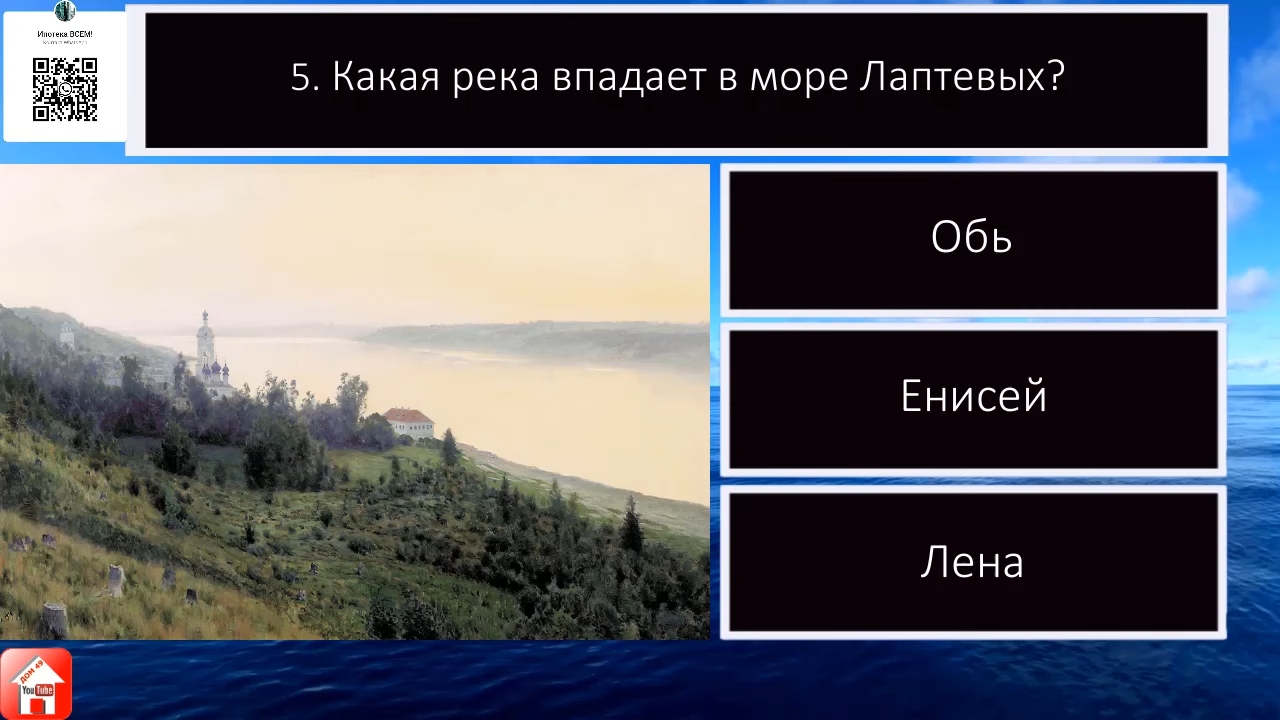 Ипотека ВСЕМ!
5. Какая река впадает в море Лаптевых?
Обь
Енисей
Лена
ДОМ 49
YouTube